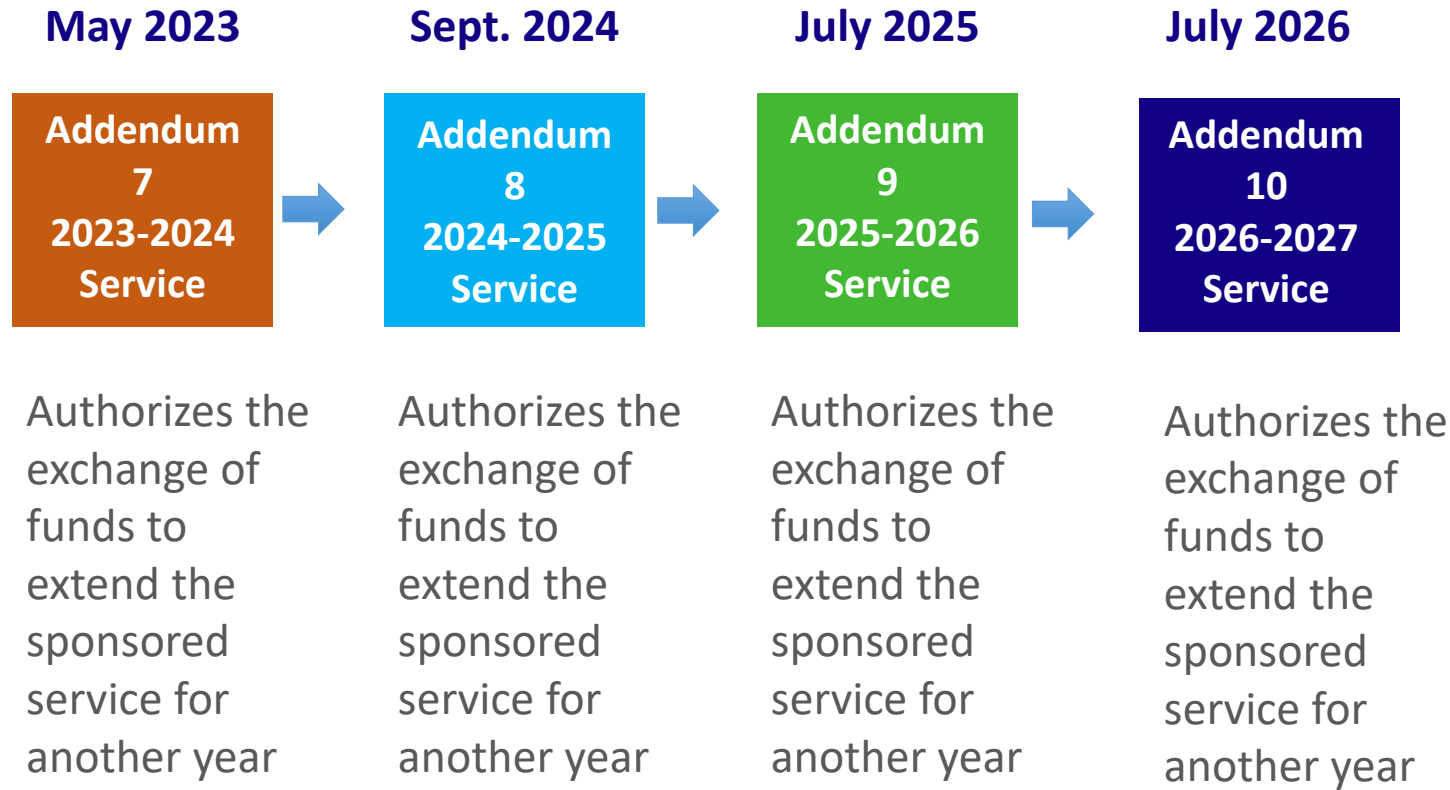 May 2023
Sept. 2024
July 2025
July 2026
Addendum
7
2023-2024
Service
Addendum
8
2024-2025
Service
Addendum
9
2025-2026
Service
Addendum
10
2026-2027
Service
Authorizes the
exchange of
funds to
extend the
sponsored
service for
another year
Authorizes the
exchange of
funds to
extend the
sponsored
service for
another year
Authorizes the
exchange of
funds to
extend the
sponsored
service for
another year
Authorizes the
exchange of
funds to
extend the
sponsored
service for
another year